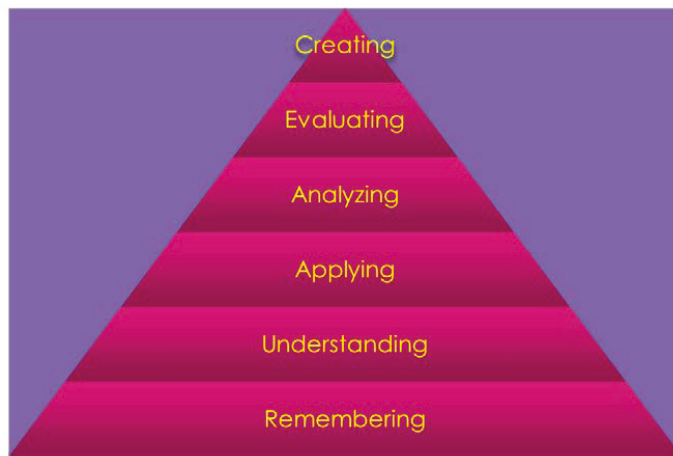 Creating
Evaluating
Analyzing
Applying
Understanding
Remembering